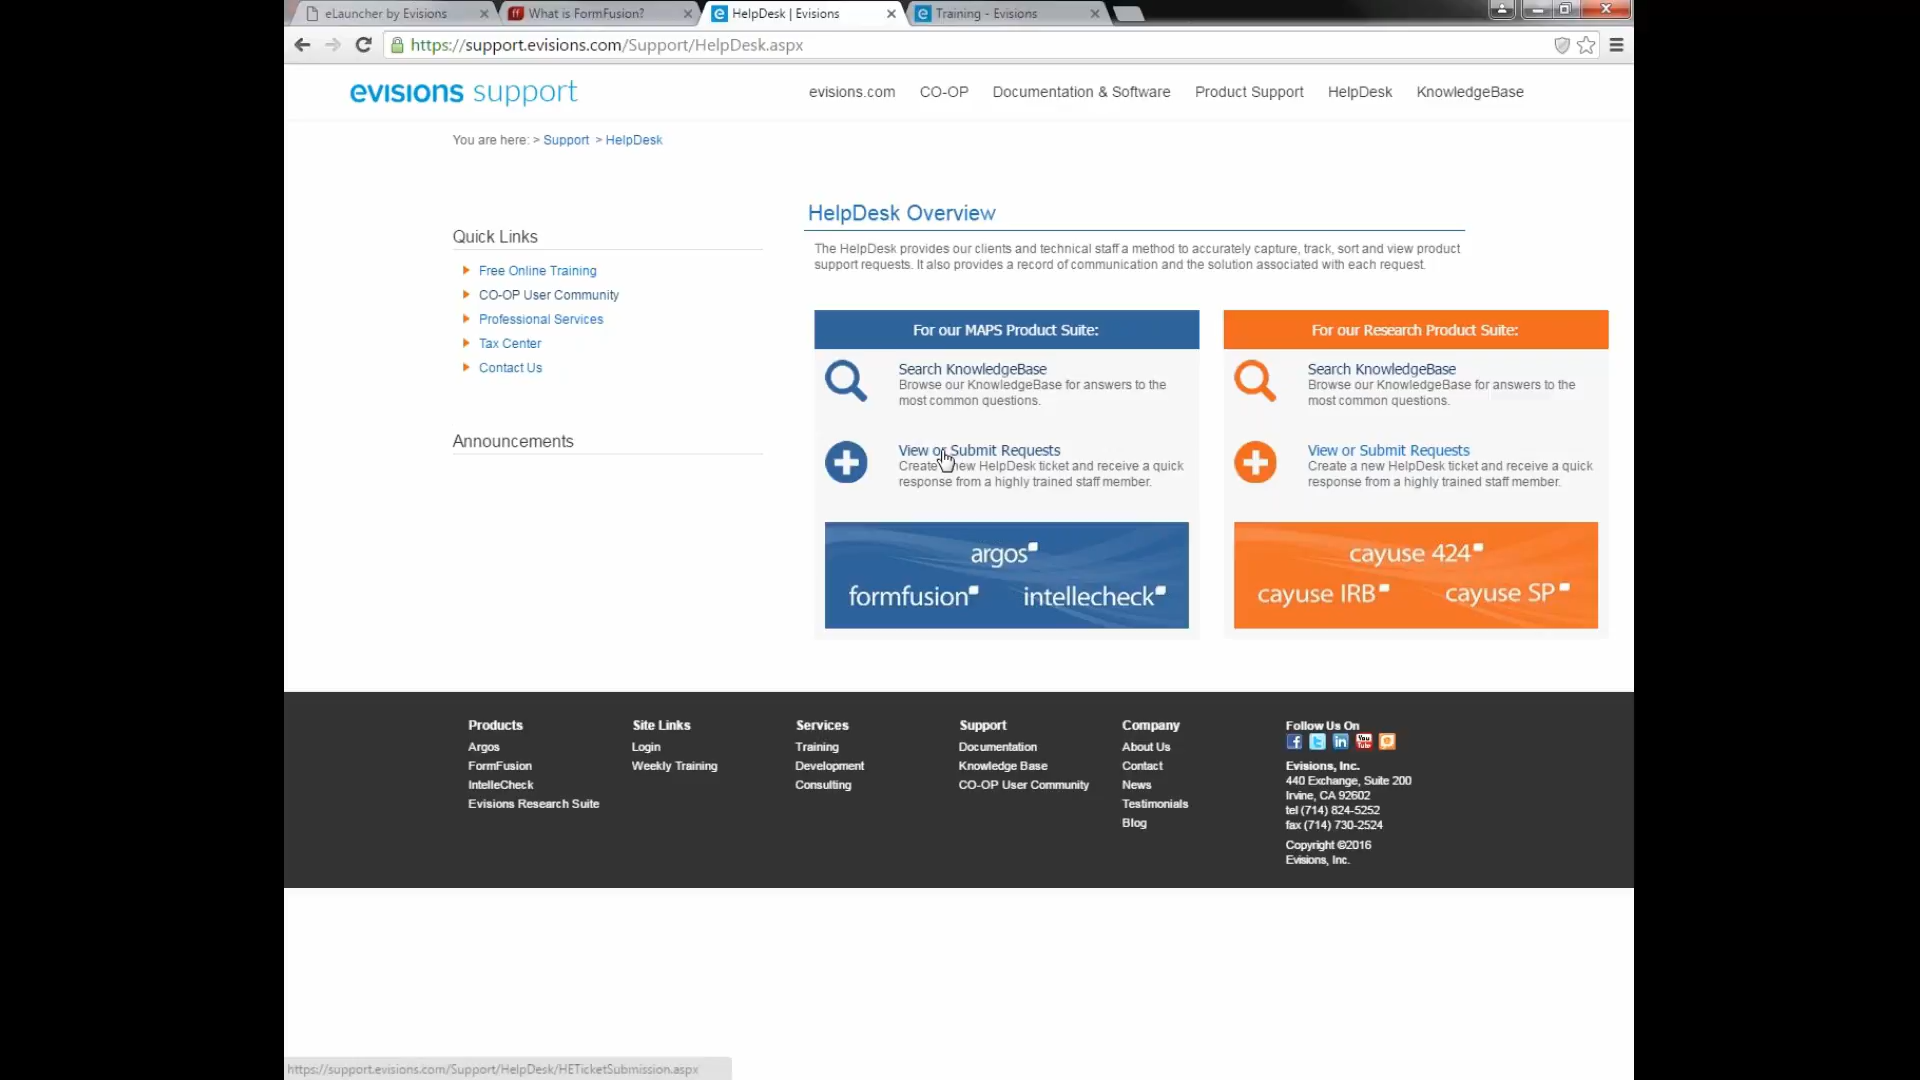 eLauncher by Evisions
What is FormFusion?
HelpDesk | Evisions
Training - Evisions
https://support.evisions.com/Support/HelpDesk.aspx
evisions support
evisions.com CO-OP Documentation & Software Product Support HelpDesk KnowledgeBase
You are here: > Support > HelpDesk
Quick Links
Free Online Training
CO-OP User Community
Professional Services
Tax Center
Contact Us
Announcements
HelpDesk Overview
The HelpDesk provides our clients and technical staff a method to accurately capture, track, sort and view product
support requests. It also provides a record of communication and the solution associated with each request.
For our MAPS Product Suite:
Search KnowledgeBase
Browse our KnowledgeBase for answers to the
most common questions.
View or Submit Requests
Create new HelpDesk ticket and receive a quick
response from a highly trained staff member.
argos
formfusion intellecheck
For our Research Product Suite:
Search KnowledgeBase
Browse our KnowledgeBase for answers to the
most common questions.
View or Submit Requests
Create a new HelpDesk ticket and receive a quick
response from a highly trained staff member.
cayuse 424
cayuse IRB cayuse SP
Products
Argos
FormFusion
IntelleCheck
Evisions Research Suite
Site Links
Login
Weekly Training
Services
Training
Development
Consulting
Support
Documentation
Knowledge Base
CO-OP User Community
Company
About Us
Contact
News
Testimonials
Blog
Follow Us On
Evisions, Inc.
440 Exchange, Suite 200
Irvine, CA 92602
tel (714) 824-5252
fax (714) 730-2524
Copyright ©2016
Evisions, Inc.
https://support.evisions.com/Support/HelpDesk/HETicketSubmission.aspx